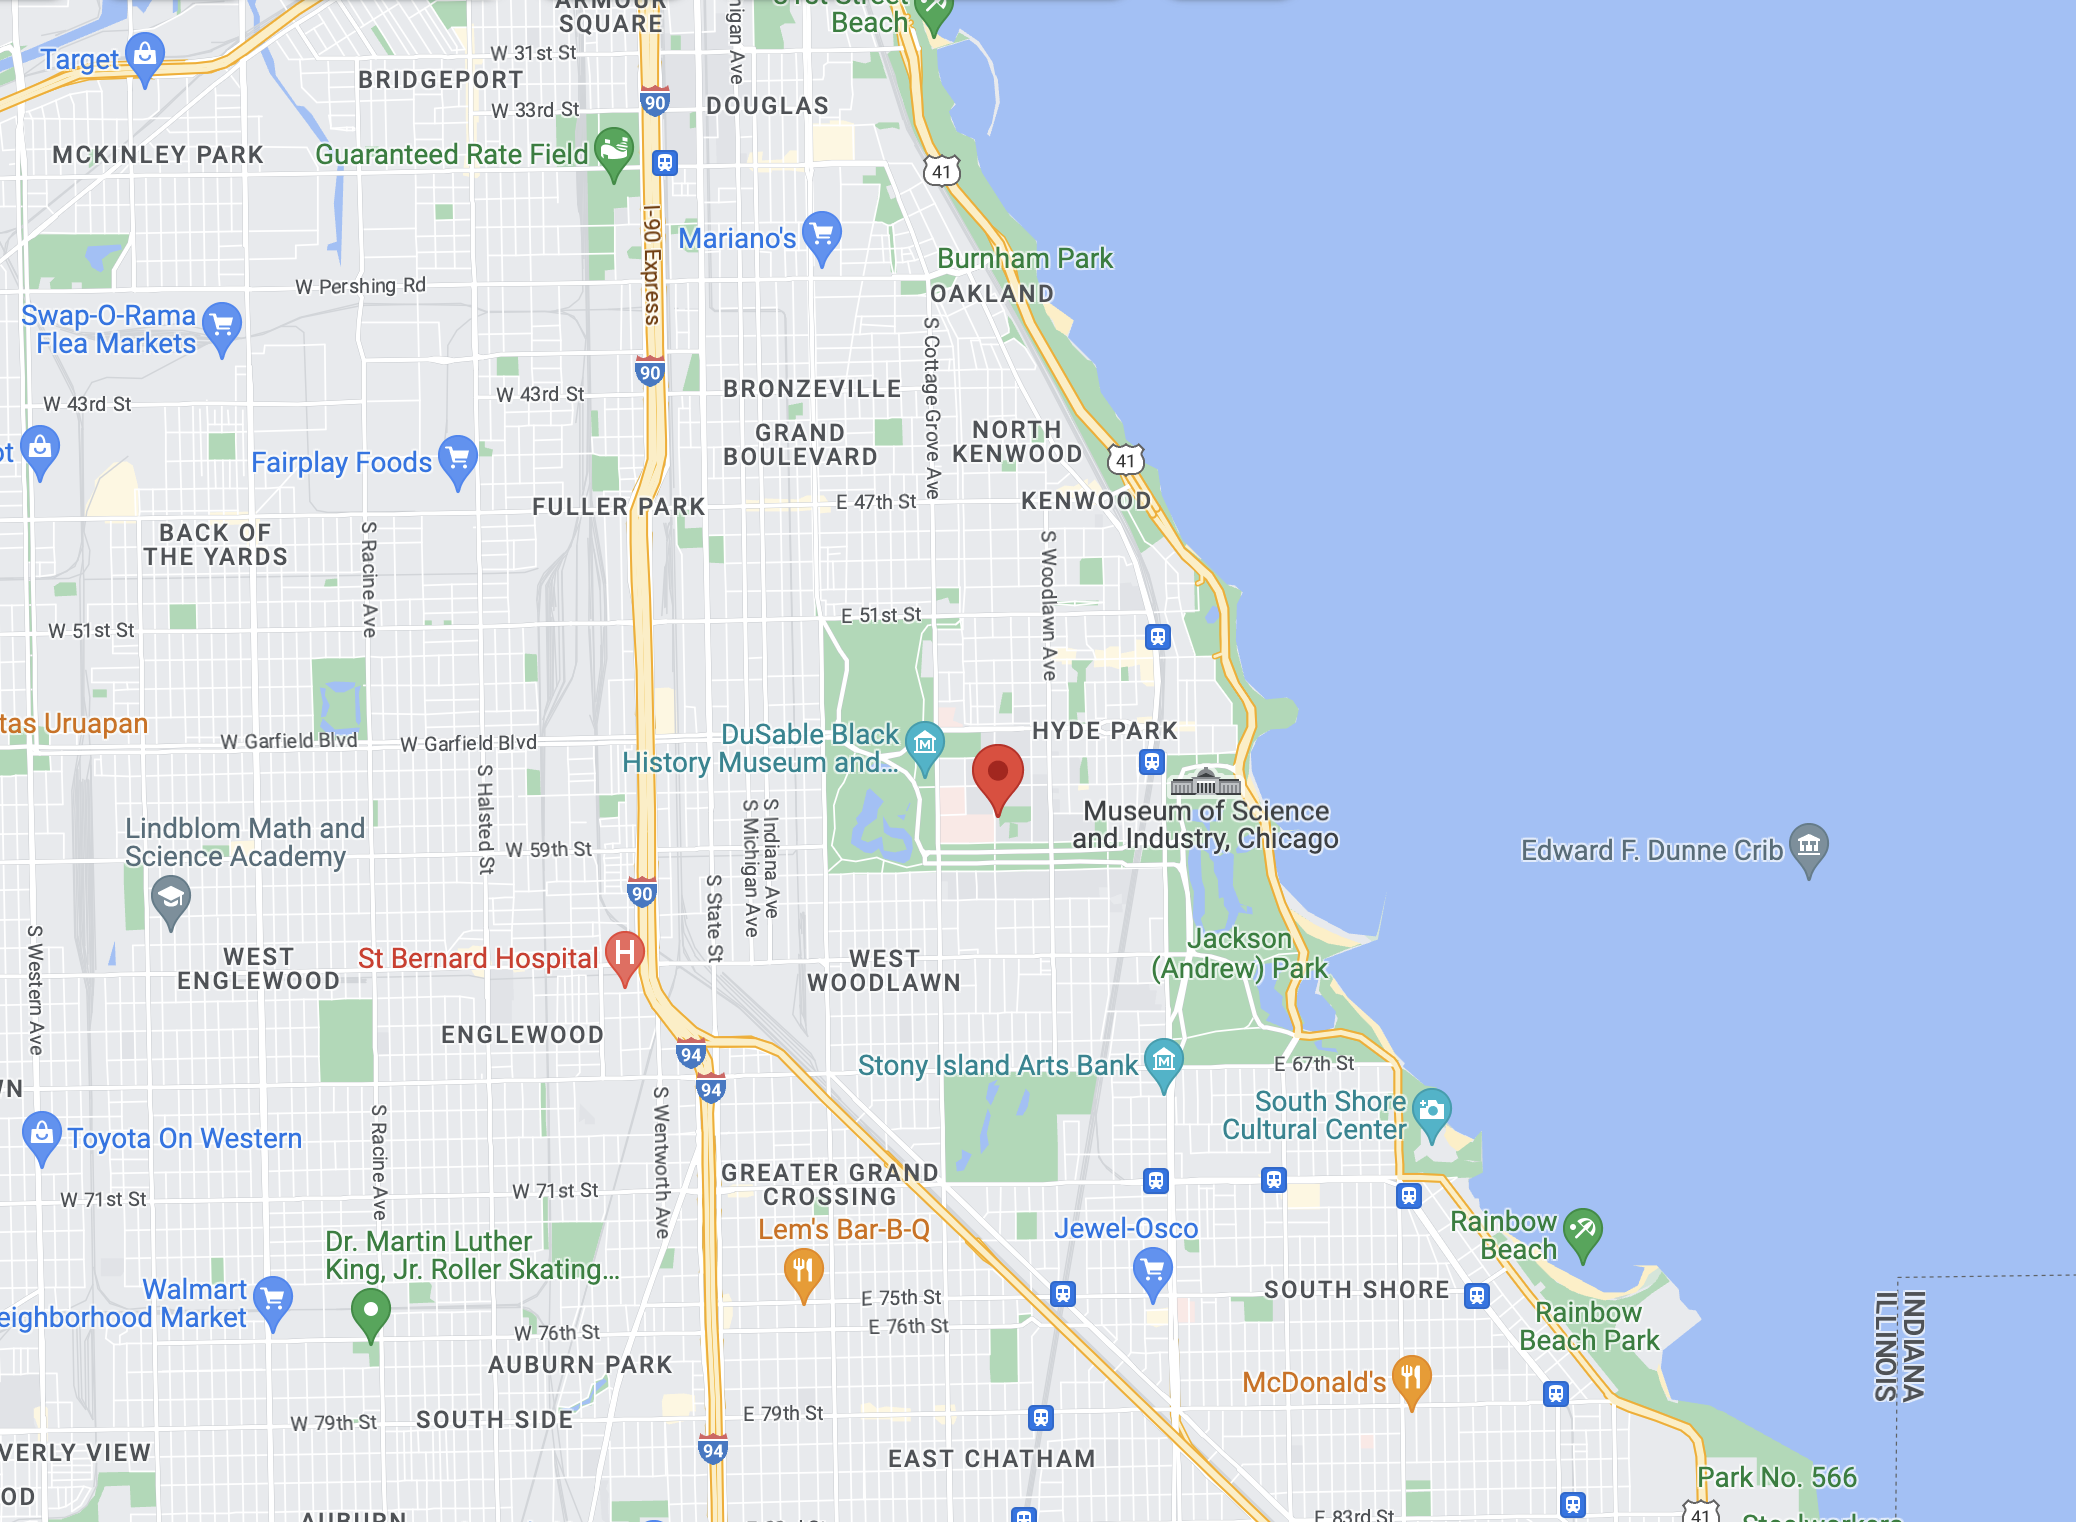 ARMOUR
SQUARE
31st Street
Beach
Target
W 31st St
BRIDGEPORT
W 33rd St
90
DOUGLAS
MCKINLEY PARK
Guaranteed Rate Field
41
I-90 Express
Mariano's
Burnham Park
OAKLAND
W Pershing Rd
Swap-O-Rama
Flea Markets
S Cottage Grove Ave
90
W 43rd St
W 43rd St
BRONZEVILLE
GRAND
BOULEVARD
NORTH
KENWOOD
41
Fairplay Foods
FULLER PARK
E 47th St
KENWOOD
BACK OF
THE YARDS
S Racine Ave
S Woodlawn Ave
E 51st St
W 51st St
tas Uruapan
W Garfield Blvd
W Garfield Blvd
DuSable Black
History Museum and...
HYDE PARK
S Halsted St
S Michigan Ave
S Indiana Ave
Museum of Science
and Industry, Chicago
Lindblom Math and
Science Academy
W 59th St
Edward F. Dunne Crib
90
S State St
S Western Ave
WEST
ENGLEWOOD
St Bernard Hospital
WEST
WOODLAWN
Jackson
(Andrew) Park
ENGLEWOOD
94
Stony Island Arts Bank
E 67th St
94
S Wentworth Ave
South Shore
Cultural Center
Toyota On Western
S Racine Ave
GREATER GRAND
CROSSING
W 71st St
W 71st St
Lem's Bar-B-Q
Jewel-Osco
Rainbow
Beach
Dr. Martin Luther
King, Jr. Roller Skating...
Walmart
eighborhood Market
E 75th St
SOUTH SHORE
E 76th St
W 76th St
Rainbow
Beach Park
ILLINOIS
INDIANA
AUBURN PARK
McDonald's
W 79th St
SOUTH SIDE
E 79th St
94
VERLY VIEW
EAST CHATHAM
Park No. 566
OD
AUBURN
E 83rd St
41